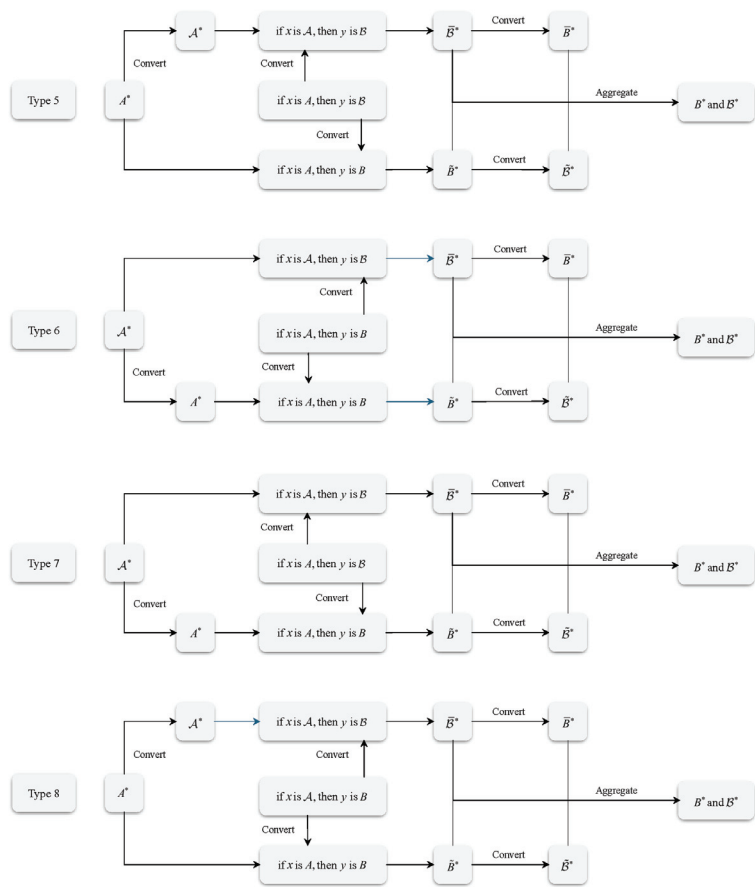 𝒜* if x is 𝒜, then y is ℬ ℬ̄* Convert B̄*
Convert Convert
Type 5 A* if x is A, then y is ℬ Aggregate B* and ℬ*
Convert
if x is A, then y is B B̃* Convert ℬ̃*
if x is 𝒜, then y is ℬ ℬ̄* Convert B̄*
Convert
Type 6 𝒜* if x is 𝒜, then y is B Aggregate B* and ℬ*
Convert Convert
A* if x is A, then y is B B̃* Convert ℬ̃*
if x is 𝒜, then y is ℬ ℬ̄* Convert B̄*
Convert
Type 7 𝒜* if x is A, then y is ℬ Aggregate B* and ℬ*
Convert Convert
A* if x is A, then y is B B̃* Convert ℬ̃*
𝒜* if x is 𝒜, then y is ℬ ℬ̄* Convert B̄*
Convert Convert
Type 8 A* if x is 𝒜, then y is B Aggregate B* and ℬ*
Convert
if x is A, then y is B B̃* Convert ℬ̃*